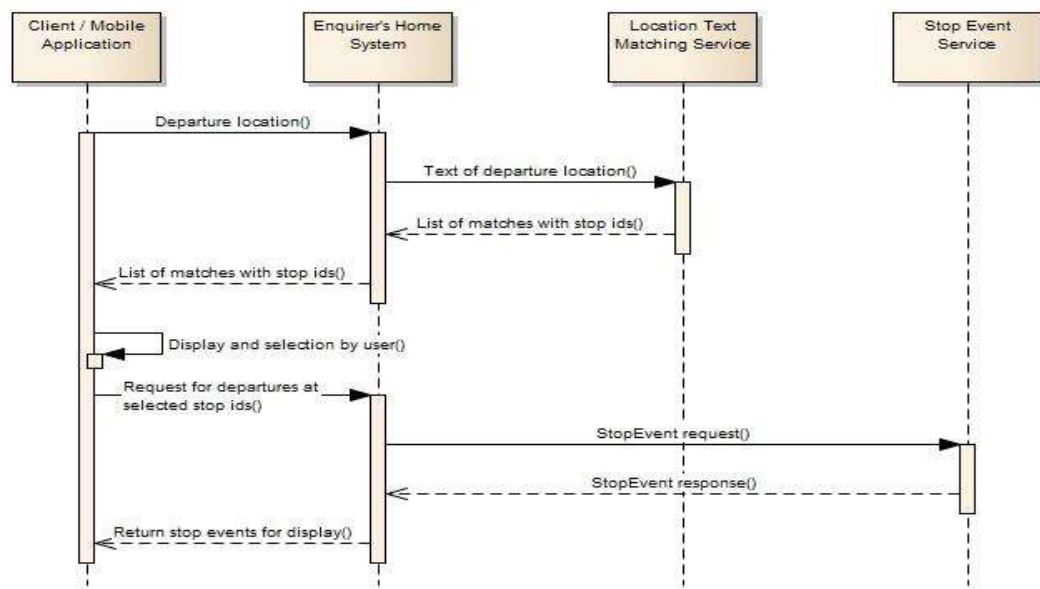 Client / Mobile
Application
Enquirer's Home
System
Location Text
Matching Service
Stop Event
Service
Departure location()
Text of departure location()
List of matches with stop ids()
List of matches with stop ids()
Display and selection by user()
Request for departures at
selected stop ids()
StopEvent request()
StopEvent response()
Return stop events for display()